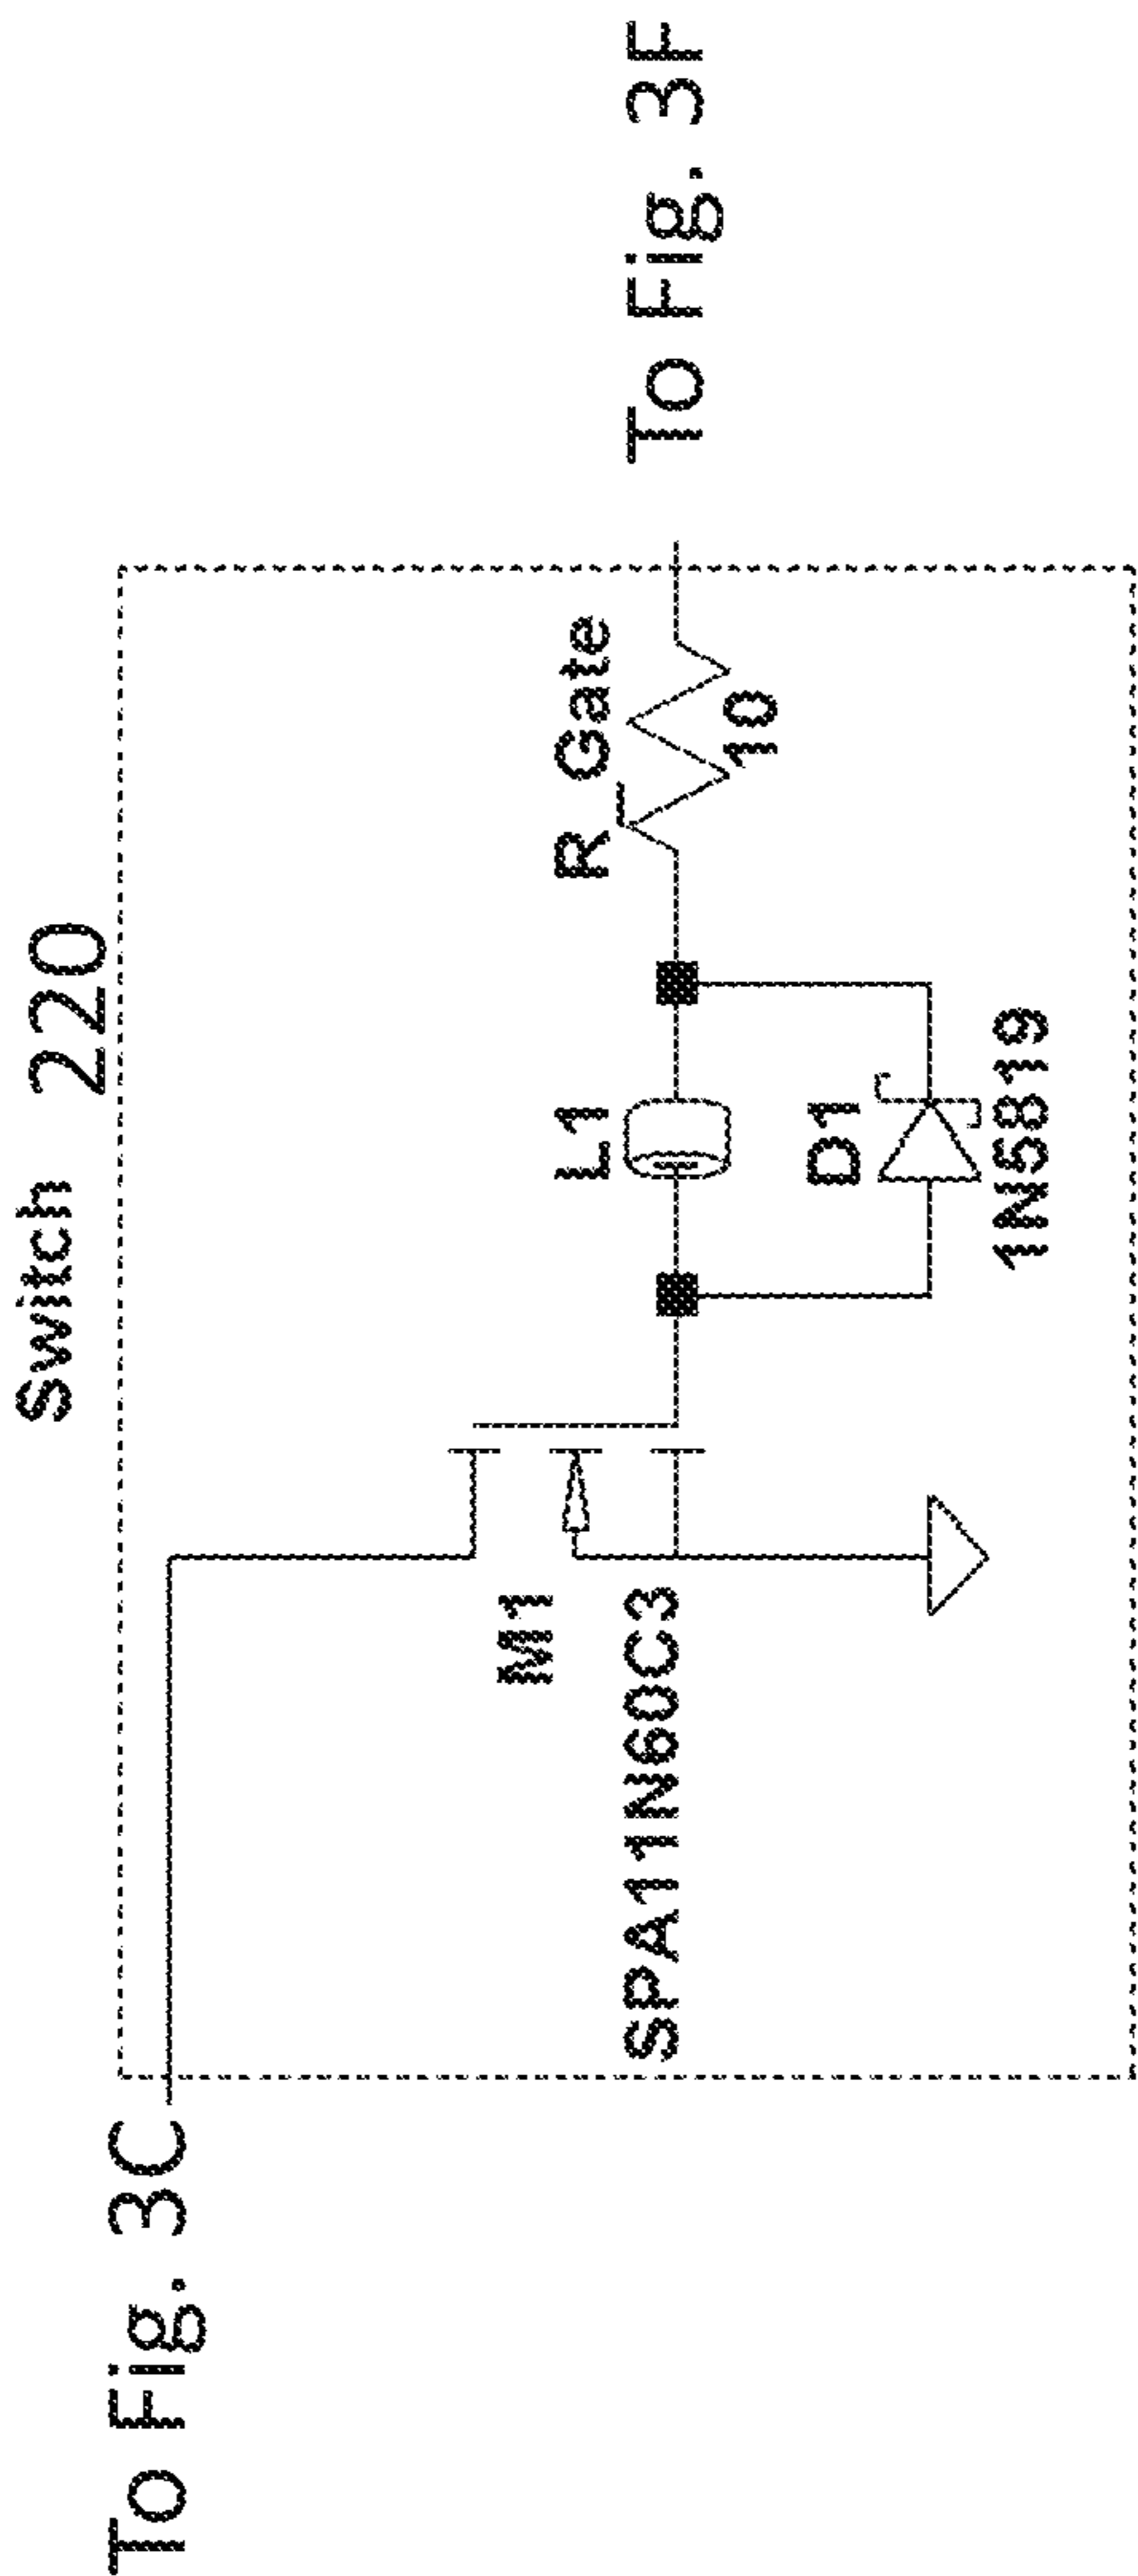 Switch 220
To Fig. 3C
M1
SPA11N60C3
L1
D1
1N5819
R_Gate
10
To Fig. 3F